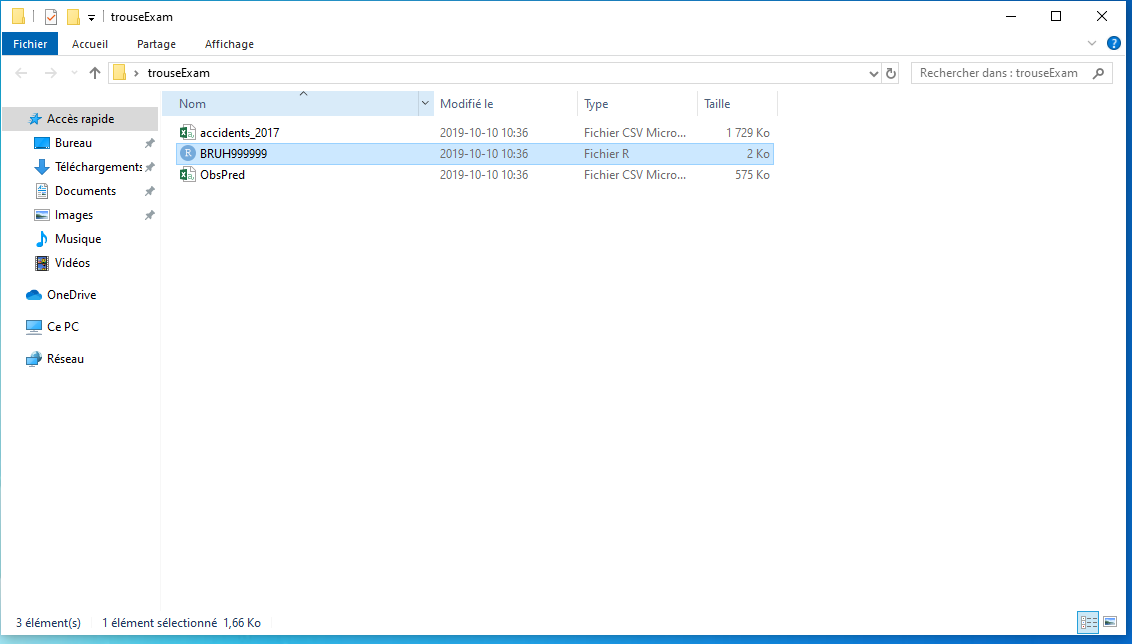 trouseExam
Fichier Accueil Partage Affichage
trouseExam Rechercher dans : trouseExam
Nom Modifié le Type Taille
Accès rapide
Bureau
Téléchargements
Documents
Images
Musique
Vidéos
OneDrive
Ce PC
Réseau
accidents_2017 2019-10-10 10:36 Fichier CSV Micro... 1 729 Ko
BRUH999999 2019-10-10 10:36 Fichier R 2 Ko
ObsPred 2019-10-10 10:36 Fichier CSV Micro... 575 Ko
3 élément(s) 1 élément sélectionné 1,66 Ko